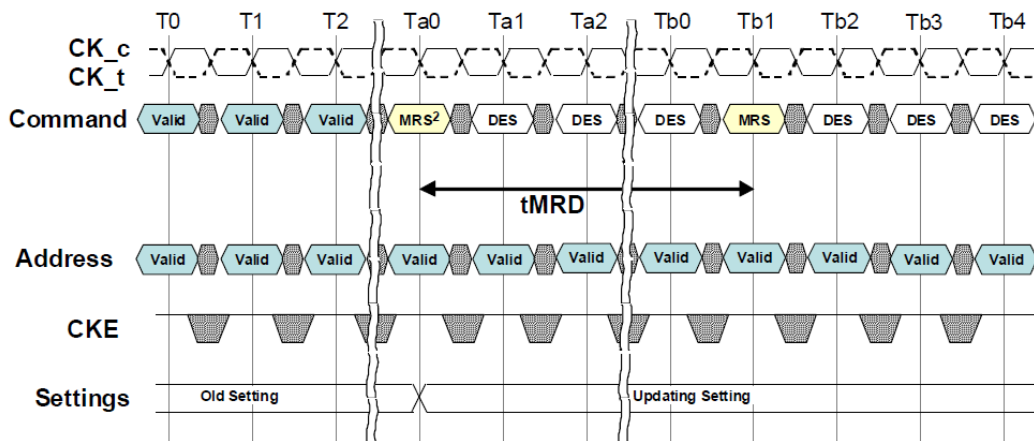 T0 T1 T2 Ta0 Ta1 Ta2 Tb0 Tb1 Tb2 Tb3 Tb4
CK_c
CK_t
Command Valid Valid Valid MRS² DES DES DES MRS DES DES DES
tMRD
Address Valid Valid Valid Valid Valid Valid Valid Valid Valid Valid Valid
CKE
Settings Old Setting Updating Setting